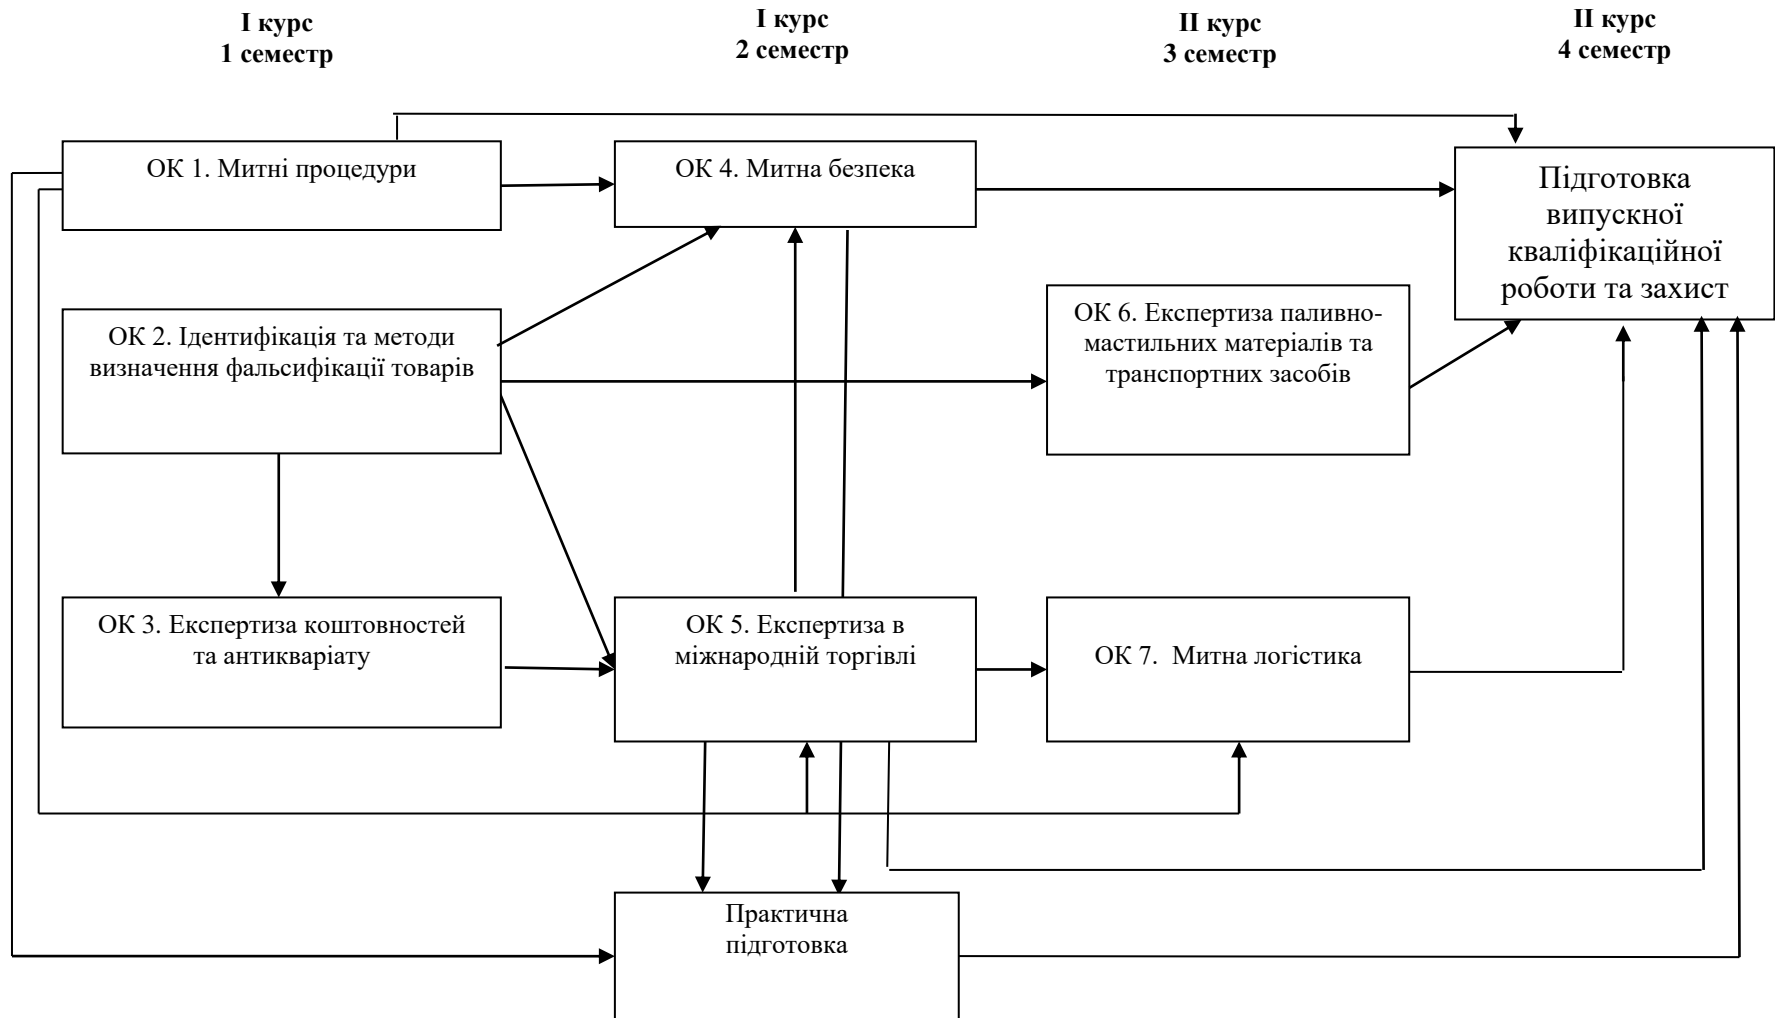 I курс
1 семестр
I курс
2 семестр
II курс
3 семестр
II курс
4 семестр
ОК 1. Митні процедури
ОК 4. Митна безпека
Підготовка
випускної
кваліфікаційної
роботи та захист
ОК 2. Ідентифікація та методи
визначення фальсифікації товарів
ОК 6. Експертиза паливно-
мастильних матеріалів та
транспортних засобів
ОК 3. Експертиза коштовностей
та антикваріату
ОК 5. Експертиза в
міжнародній торгівлі
ОК 7. Митна логістика
Практична
підготовка